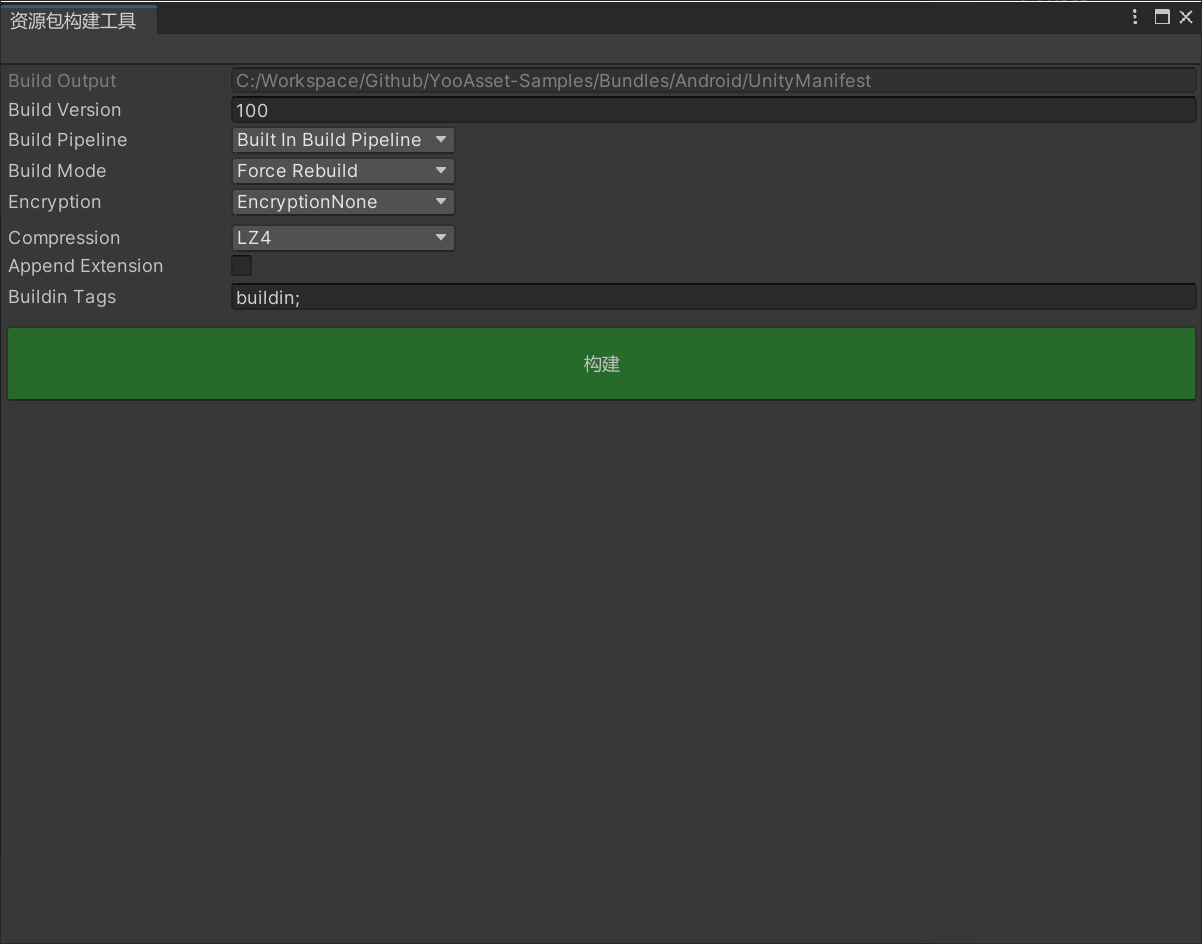 资源包构建工具
Build Output C:/Workspace/Github/YooAsset-Samples/Bundles/Android/UnityManifest
Build Version 100
Build Pipeline Built In Build Pipeline
Build Mode Force Rebuild
Encryption EncryptionNone
Compression LZ4
Append Extension
Buildin Tags buildin;
构建